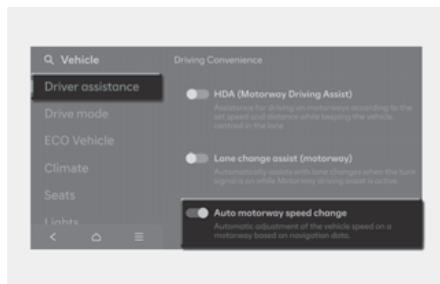 Vehicle
Driving Convenience
Driver assistance
HDA (Motorway Driving Assist)
Assistance for driving on motorways according to the
set speed and distance while keeping the vehicle
centred in the lane
Drive mode
ECO Vehicle
Lane change assist (motorway)
Automatically assists with lane changes when the turn
signal is on while Motorway driving assist is active.
Climate
Seats
Auto motorway speed change
Automatic adjustment of the vehicle speed on a
motorway based on navigation data.
Lights